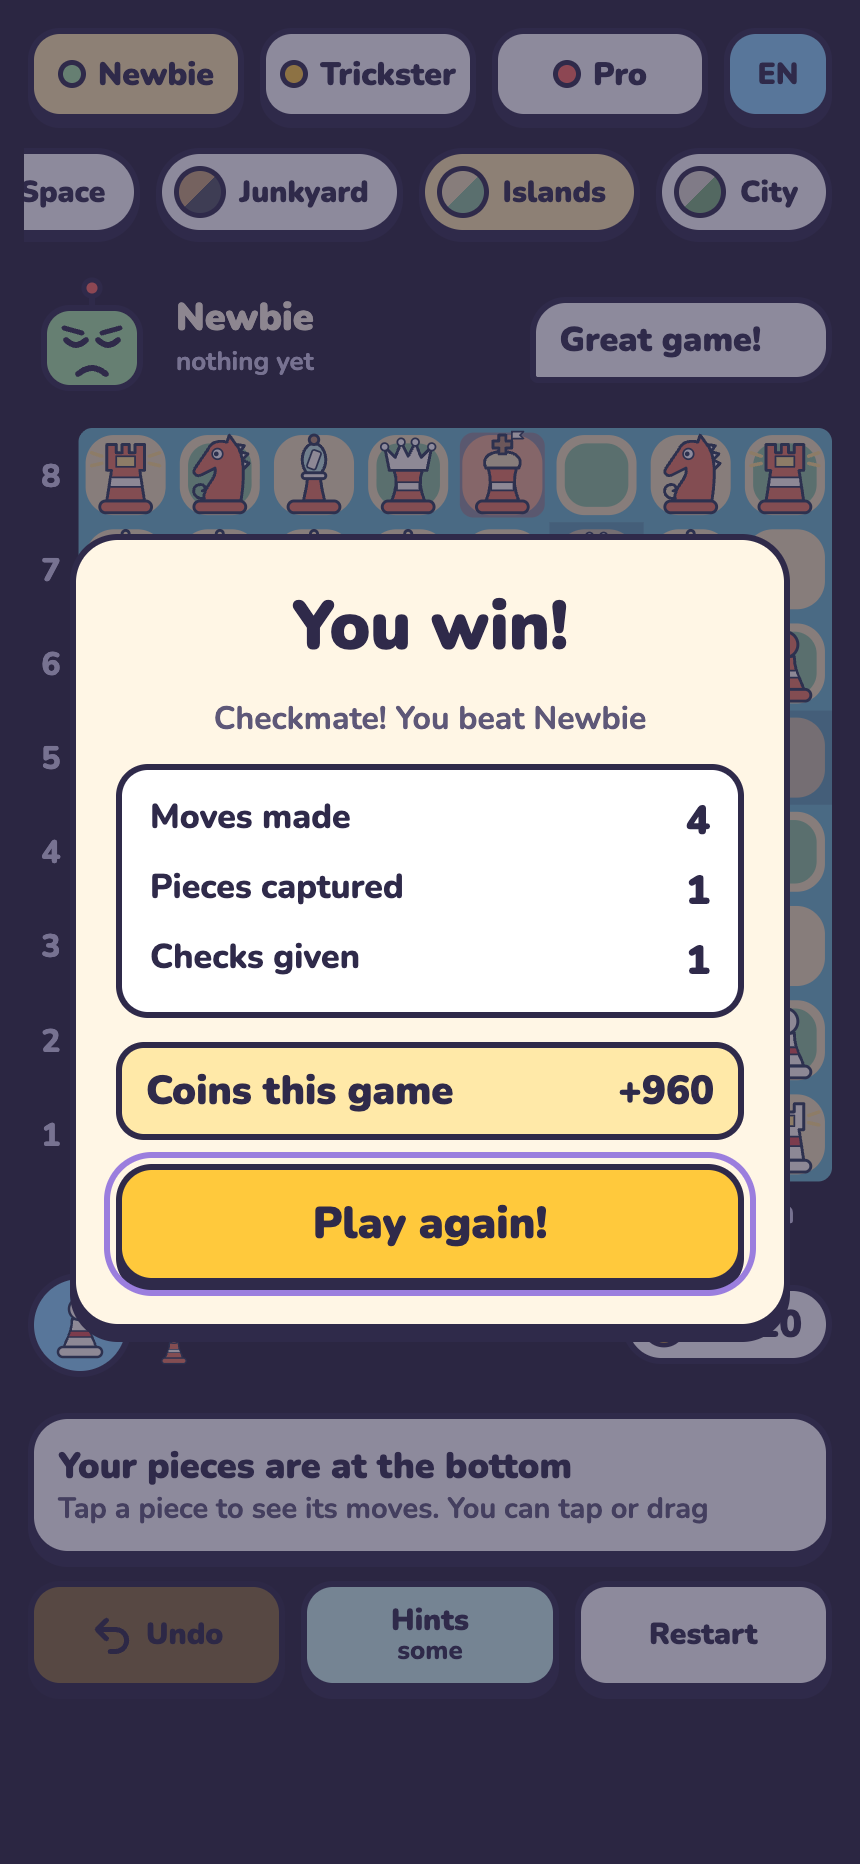 Newbie
Trickster
Pro
EN
Space
Junkyard
Islands
City
Newbie
nothing yet
Great game!
8
7
6
5
4
3
2
1
You win!
Checkmate! You beat Newbie
Moves made 4
Pieces captured 1
Checks given 1
Coins this game +960
Play again!
Your pieces are at the bottom
Tap a piece to see its moves. You can tap or drag
Undo
Hints
some
Restart